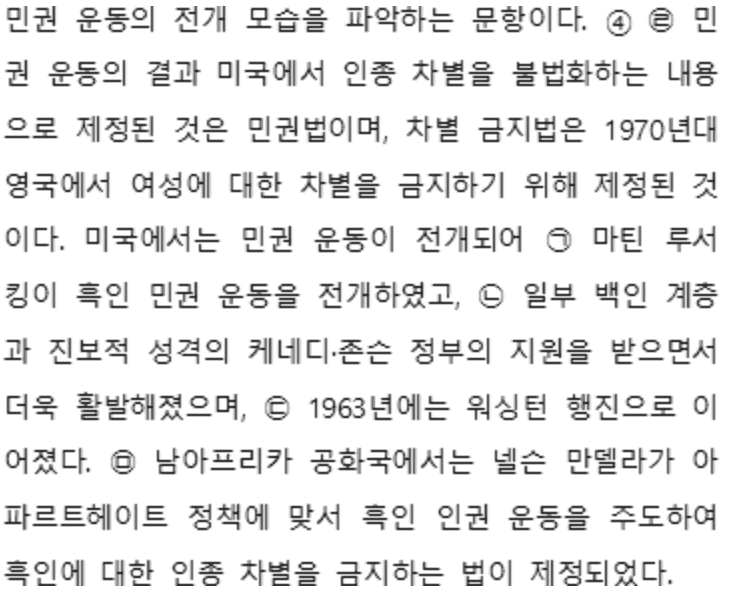 민권 운동의 전개 모습을 파악하는 문항이다. ④ ㉣ 민
권 운동의 결과 미국에서 인종 차별을 불법화하는 내용
으로 제정된 것은 민권법이며, 차별 금지법은 1970년대
영국에서 여성에 대한 차별을 금지하기 위해 제정된 것
이다. 미국에서는 민권 운동이 전개되어 ㉠ 마틴 루서
킹이 흑인 민권 운동을 전개하였고, ㉡ 일부 백인 계층
과 진보적 성격의 케네디·존슨 정부의 지원을 받으면서
더욱 활발해졌으며, ㉢ 1963년에는 워싱턴 행진으로 이
어졌다. ㉤ 남아프리카 공화국에서는 넬슨 만델라가 아
파르트헤이트 정책에 맞서 흑인 인권 운동을 주도하여
흑인에 대한 인종 차별을 금지하는 법이 제정되었다.